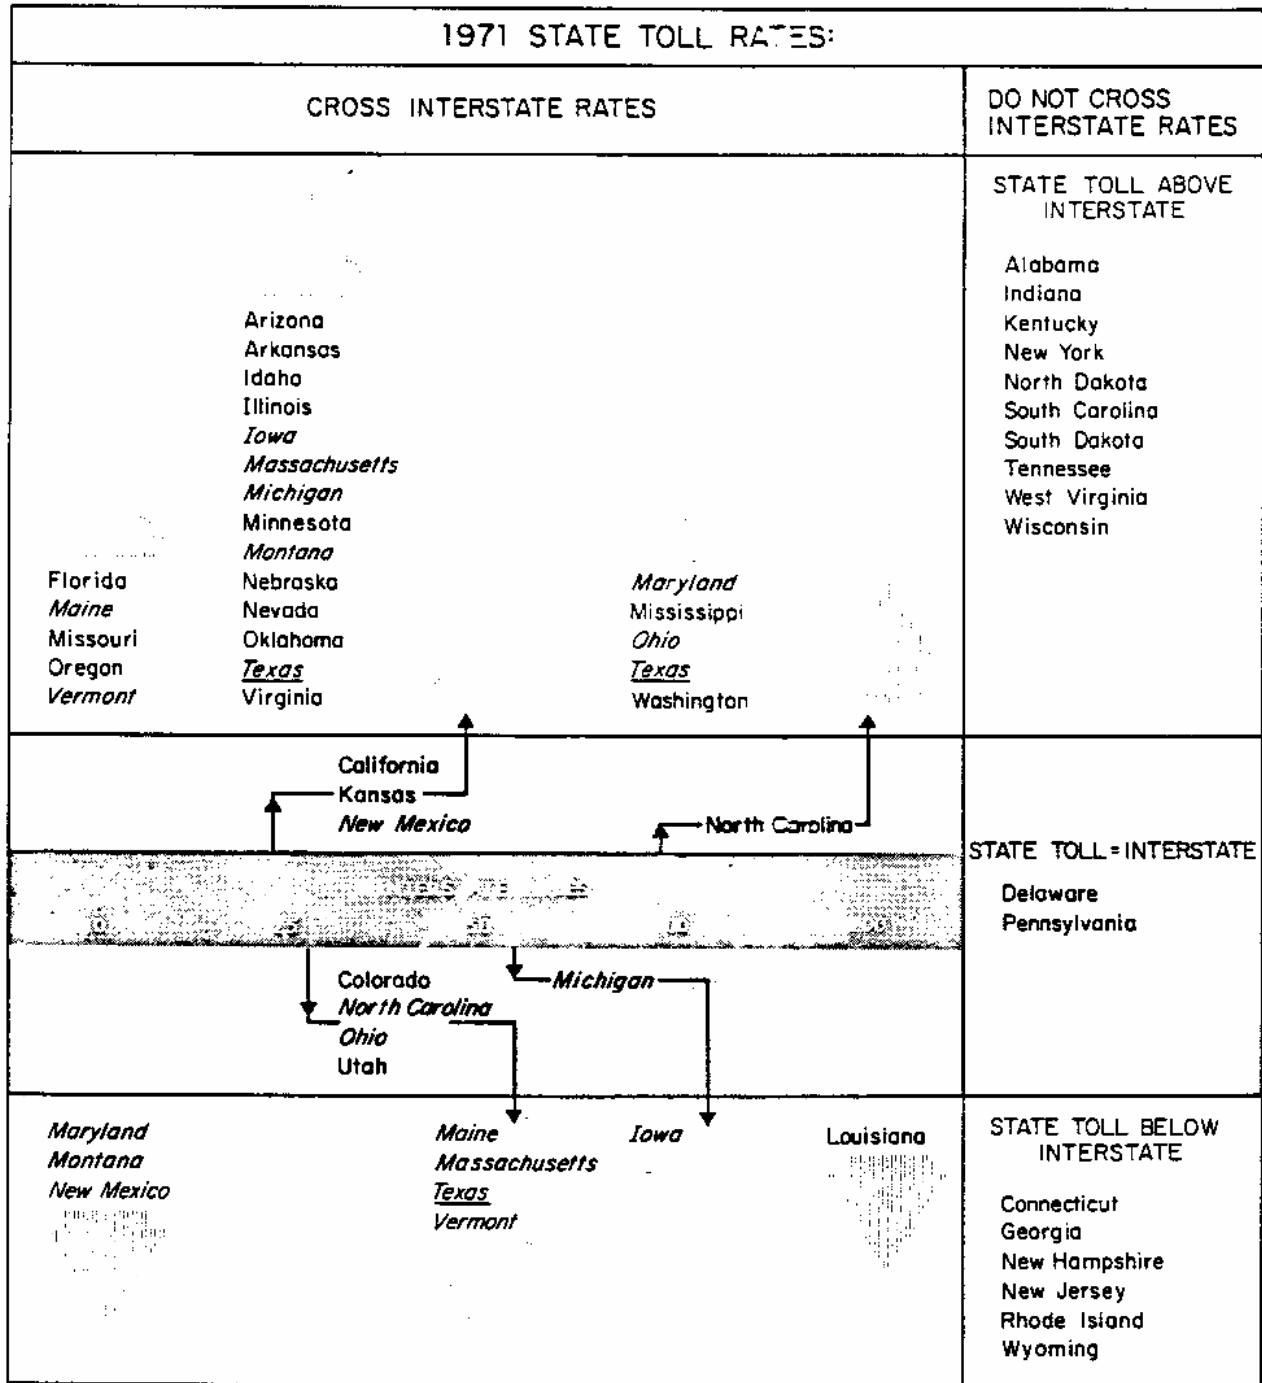 1971 STATE TOLL RATES:
CROSS INTERSTATE RATES
DO NOT CROSS
INTERSTATE RATES
Florida
Maine
Missouri
Oregon
Vermont
Arizona
Arkansas
Idaho
Illinois
Iowa
Massachusetts
Michigan
Minnesota
Montana
Nebraska
Nevada
Oklahoma
Texas
Virginia
Maryland
Mississippi
Ohio
Texas
Washington
STATE TOLL ABOVE
INTERSTATE
Alabama
Indiana
Kentucky
New York
North Dakota
South Carolina
South Dakota
Tennessee
West Virginia
Wisconsin
California
Kansas
New Mexico
North Carolina
STATE TOLL = INTERSTATE
Delaware
Pennsylvania
Colorado
North Carolina
Ohio
Utah
Michigan
Maryland
Montana
New Mexico
Maine
Massachusetts
Texas
Vermont
Iowa
Louisiana
STATE TOLL BELOW
INTERSTATE
Connecticut
Georgia
New Hampshire
New Jersey
Rhode Island
Wyoming